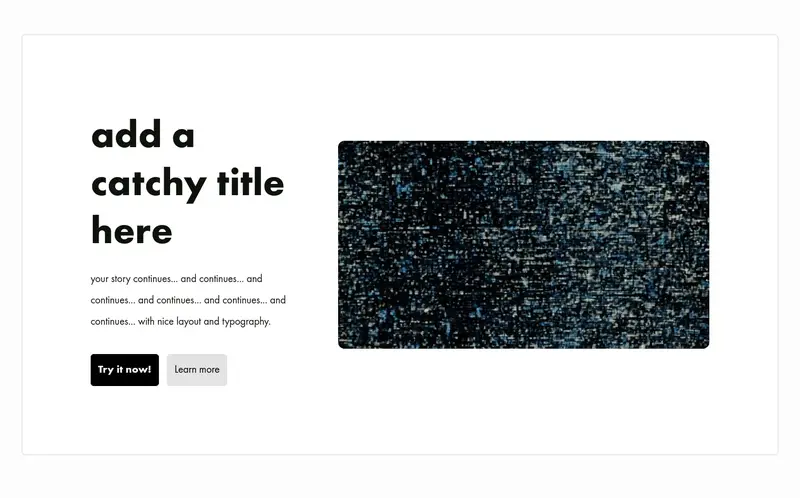 add a
catchy title
here
your story continues... and continues... and
continues... and continues... and continues... and
continues... with nice layout and typography.
Try it now!
Learn more